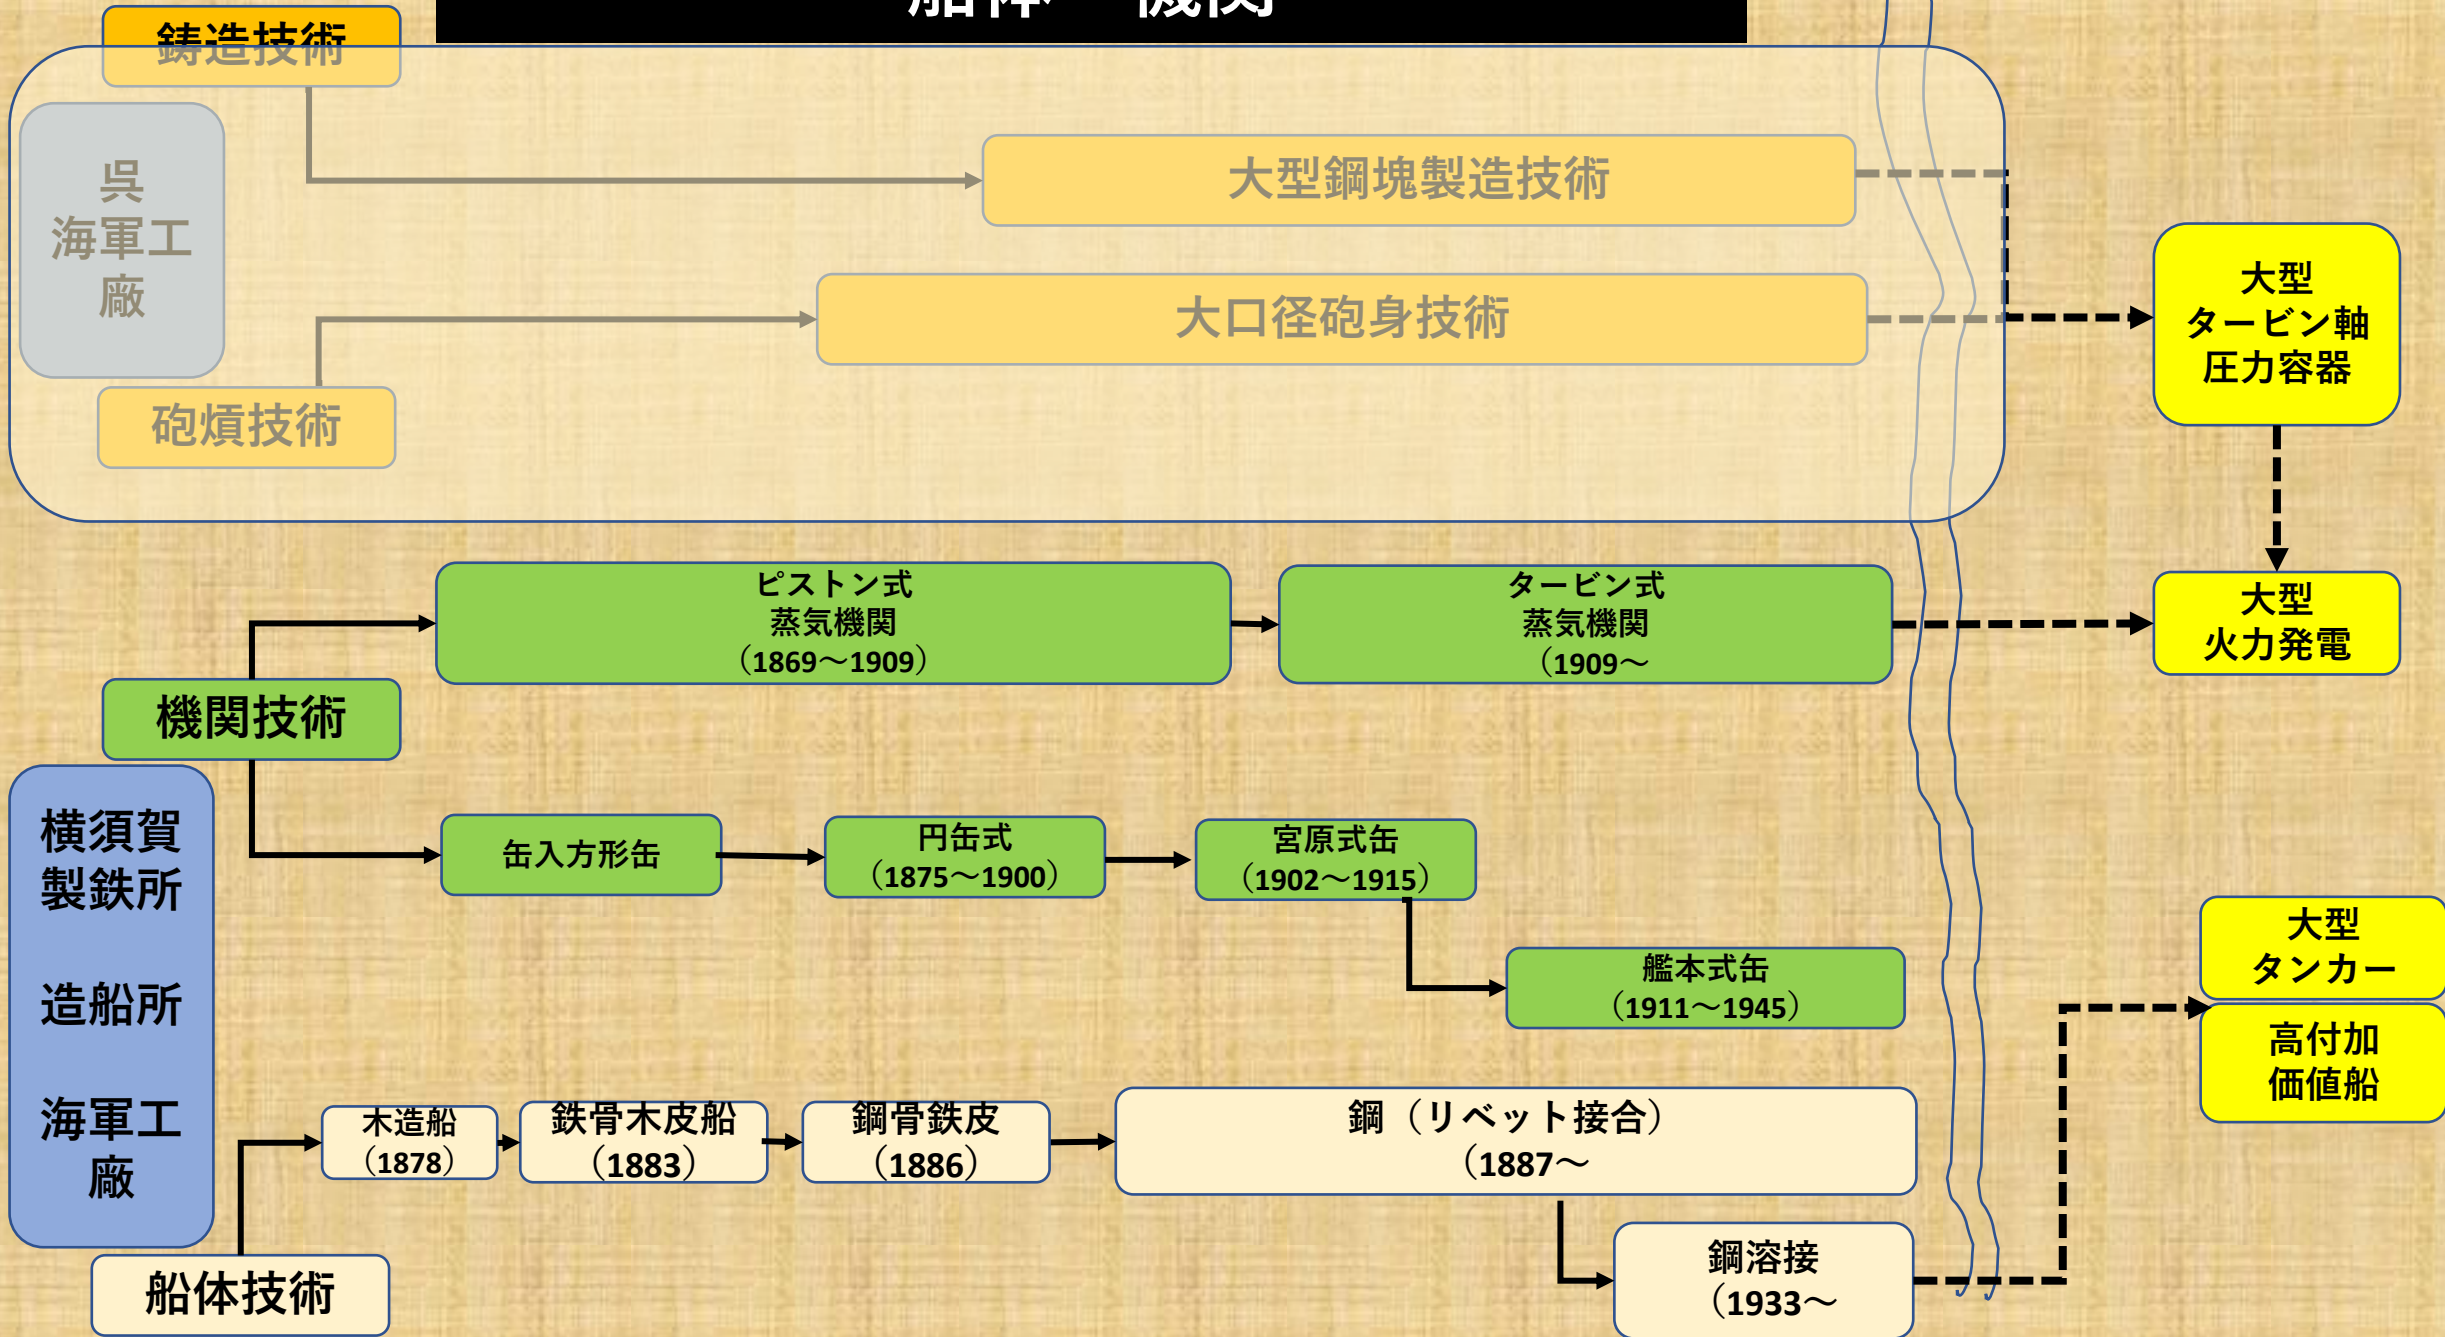 船体・機関
鋳造技術
呉
海軍工
廠
大型鋼塊製造技術
大口径砲身技術
砲熕技術
大型
タービン軸
圧力容器
ピストン式
蒸気機関
（1869～1909）
タービン式
蒸気機関
（1909～
大型
火力発電
機関技術
横須賀
製鉄所
造船所
海軍工
廠
缶入方形缶
円缶式
（1875～1900）
宮原式缶
（1902～1915）
艦本式缶
（1911～1945）
大型
タンカー
高付加
価値船
木造船
（1878）
鉄骨木皮船
（1883）
鋼骨鉄皮
（1886）
鋼（リベット接合）
（1887～
鋼溶接
（1933～
船体技術